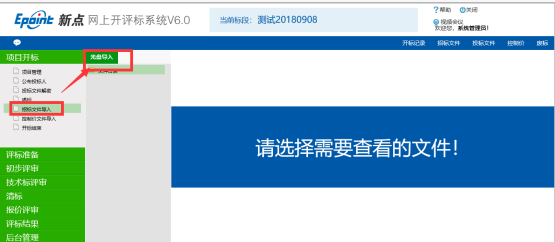 Epoint 新点 网上开评标系统V6.0
当前标段：测试20180908
?帮助 ⊗关闭
视频会议
欢迎您，系统管理员!
开标记录 招标文件 投标文件 控制价 废标
项目开标
光盘导入
项目管理
公布投标人
投标文件解密
唱标
招标文件导入
控制价文件导入
开标结束
请选择需要查看的文件!
评标准备
初步评审
技术标评审
清标
报价评审
评标结果
后台管理